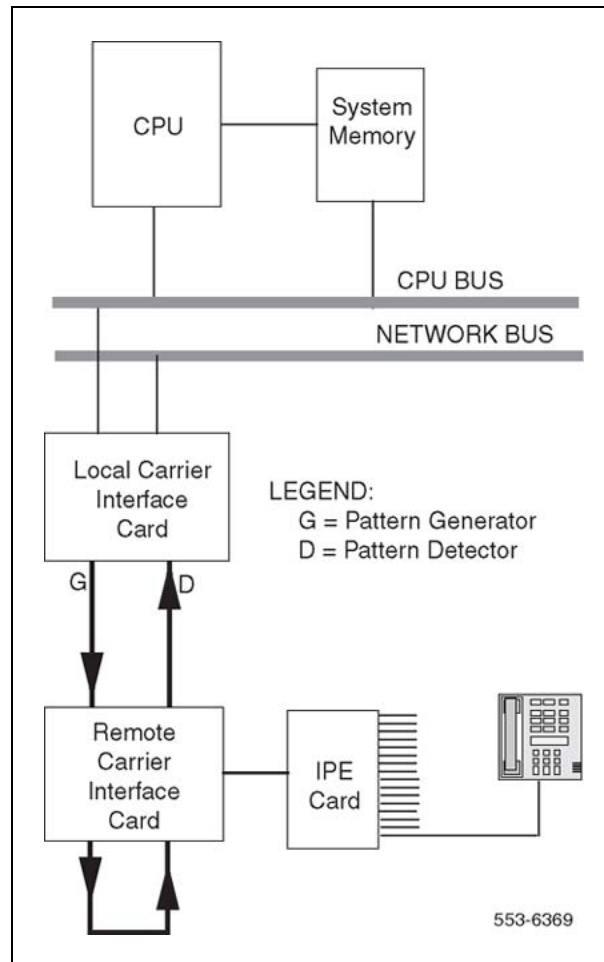 CPU
System
Memory
CPU BUS
NETWORK BUS
Local Carrier
Interface
Card
LEGEND:
G = Pattern Generator
D = Pattern Detector
G
D
Remote
Carrier
Interface
Card
IPE
Card
553-6369